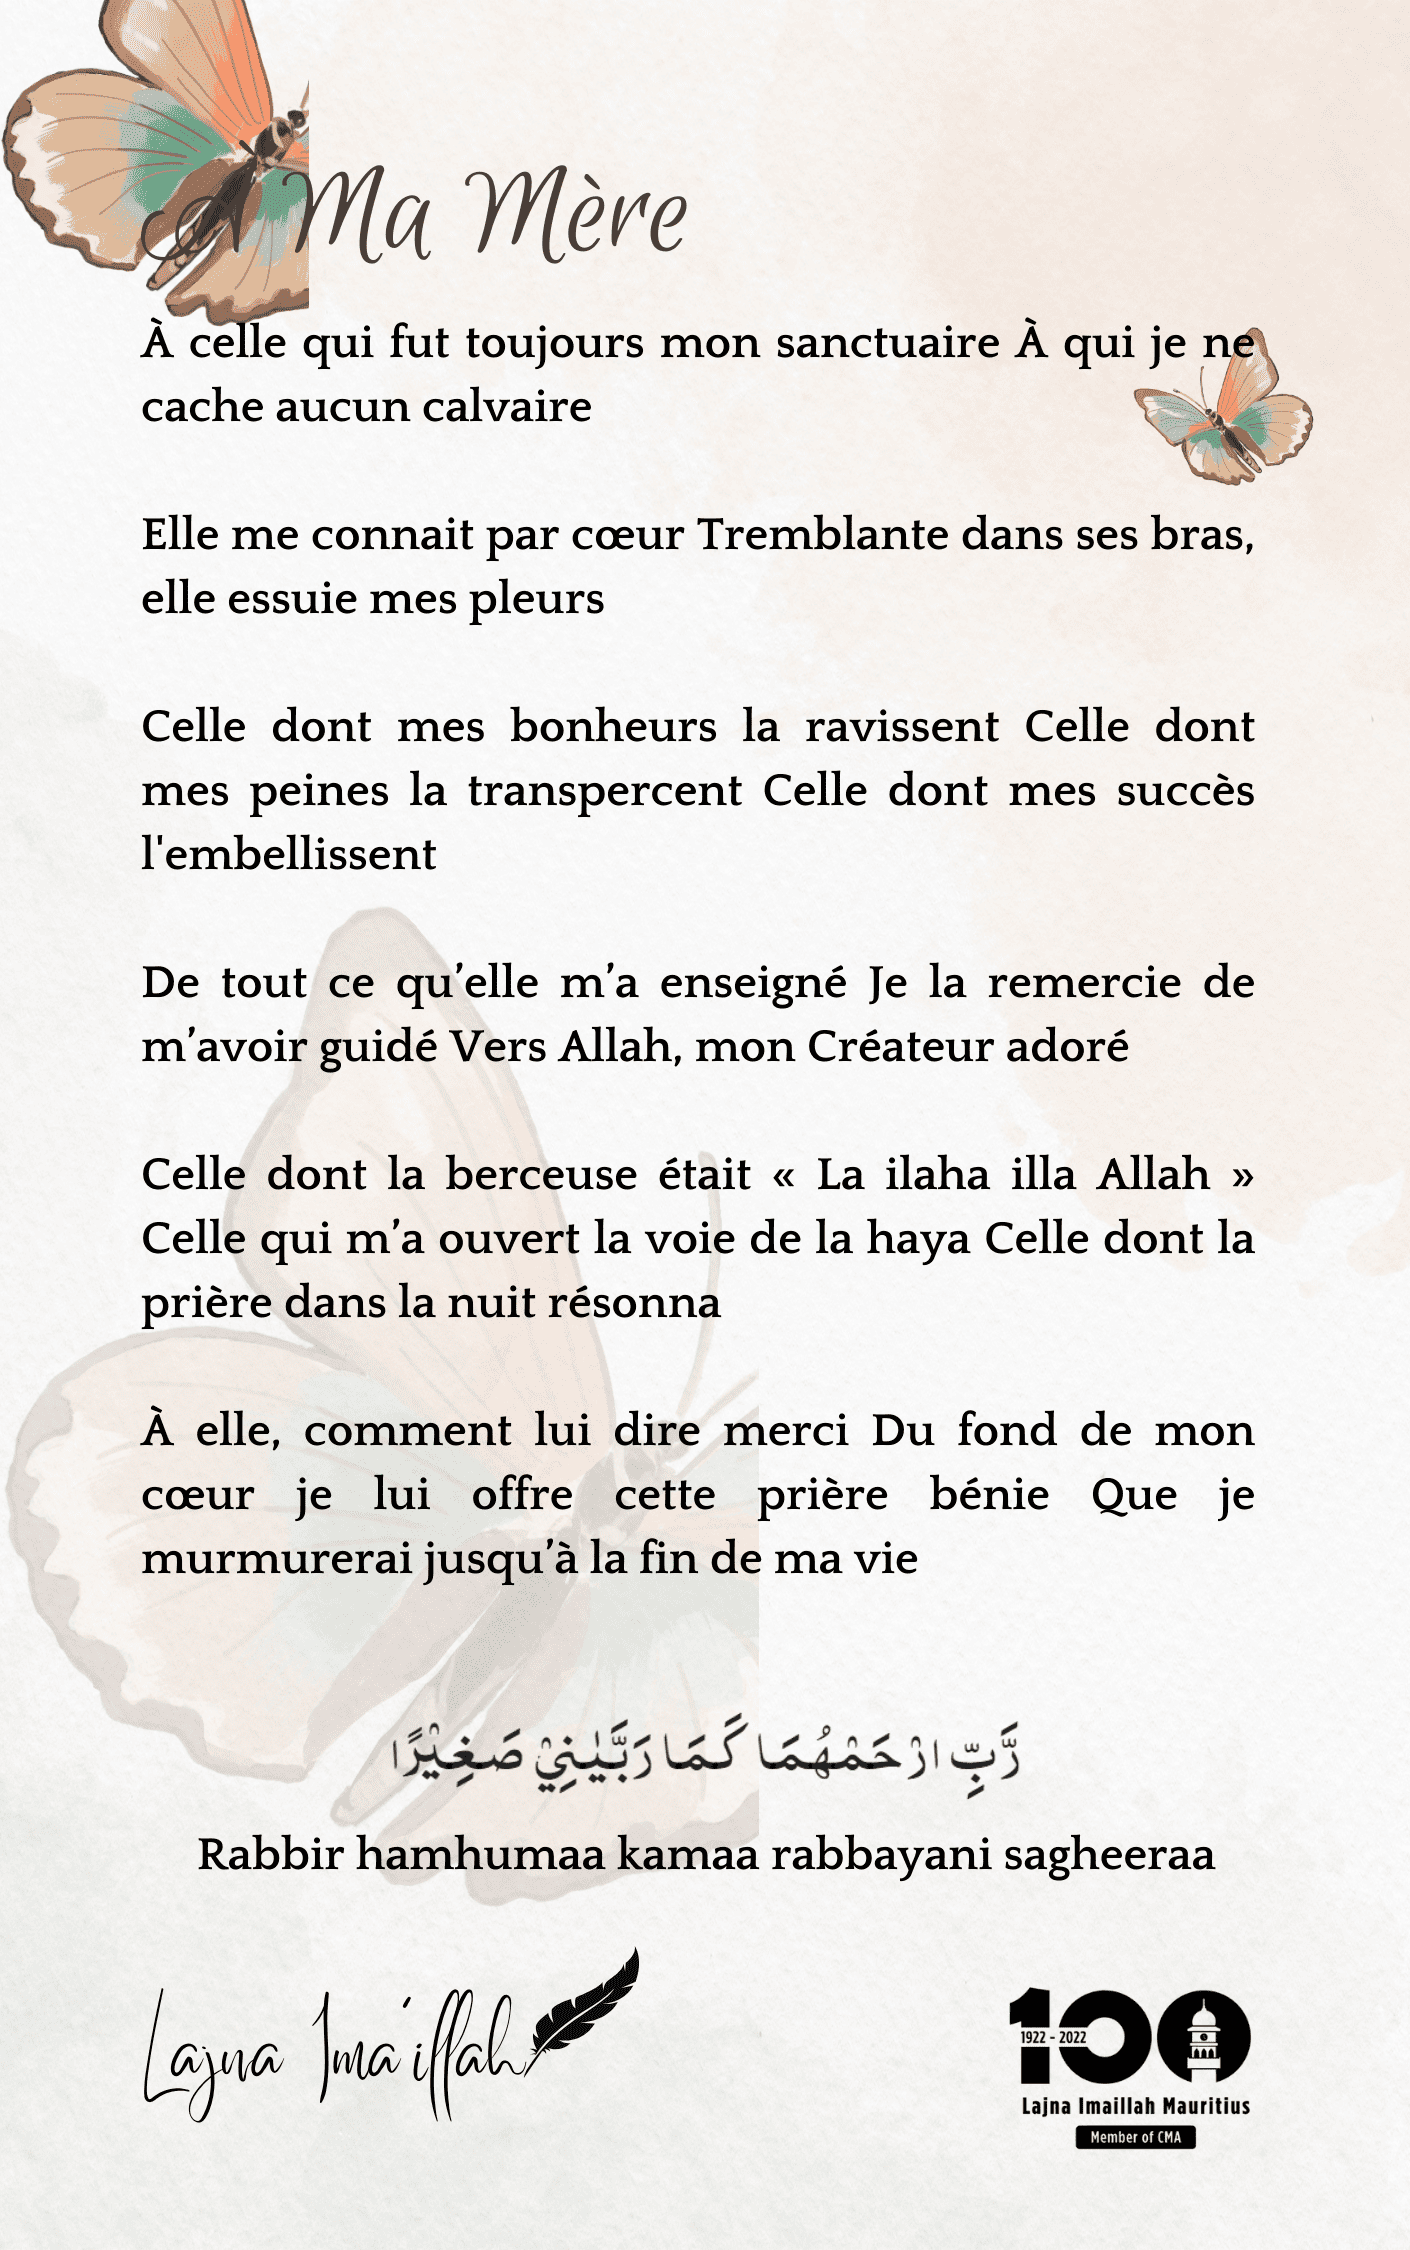 A Ma Mère
À celle qui fut toujours mon sanctuaire À qui je ne
cache aucun calvaire
Elle me connait par cœur Tremblante dans ses bras,
elle essuie mes pleurs
Celle dont mes bonheurs la ravissent Celle dont
mes peines la transpercent Celle dont mes succès
l'embellissent
De tout ce qu’elle m’a enseigné Je la remercie de
m’avoir guidé Vers Allah, mon Créateur adoré
Celle dont la berceuse était « La ilaha illa Allah »
Celle qui m’a ouvert la voie de la haya Celle dont la
prière dans la nuit résonna
À elle, comment lui dire merci Du fond de mon
cœur je lui offre cette prière bénie Que je
murmurerai jusqu’à la fin de ma vie
رَّبِّ ارْحَمْهُمَا كَمَا رَبَّيٰنِيْ صَغِيْرًا
Rabbir hamhumaa kamaa rabbayani sagheeraa
Lajna Ima'illah
100
1922 - 2022
Lajna Imaillah Mauritius
Member of CMA